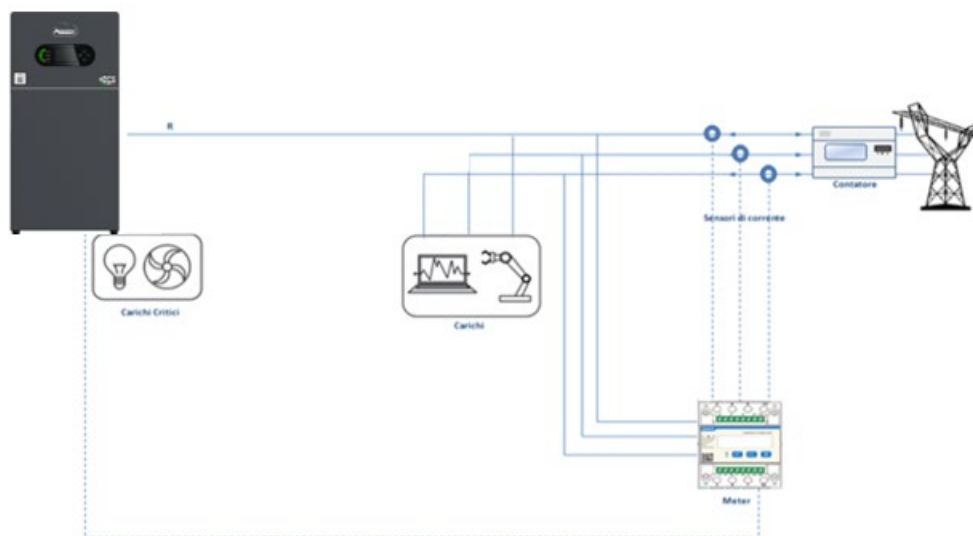 R
Contatore
Sensori di corrente
Carichi Critici
Carichi
Meter